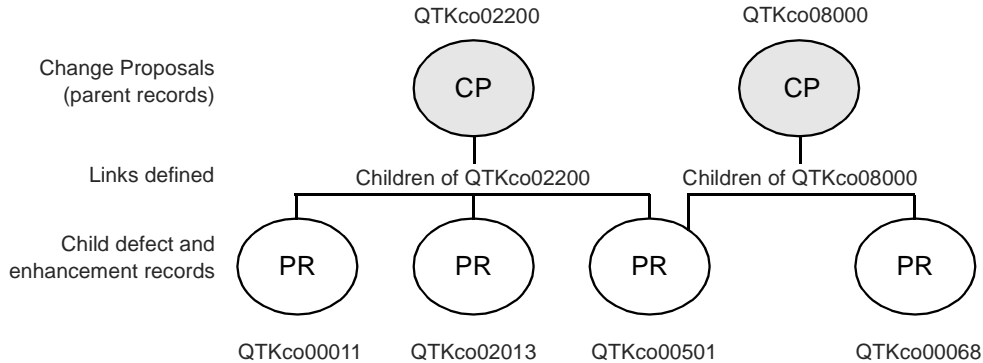 QTKco02200
QTKco08000
Change Proposals
(parent records)
CP
CP
Links defined
Children of QTKco02200
Children of QTKco08000
Child defect and
enhancement records
PR
PR
PR
PR
QTKco00011
QTKco02013
QTKco00501
QTKco00068